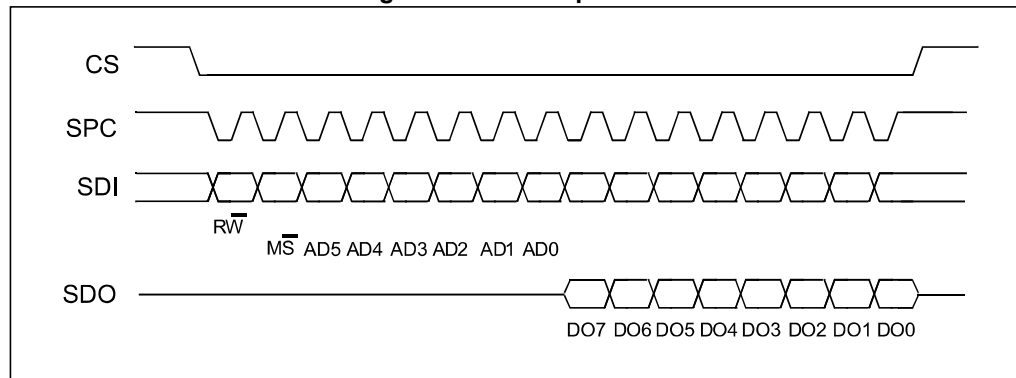 CS
SPC
SDI
RW̅
MS̅ AD5 AD4 AD3 AD2 AD1 AD0
SDO
DO7 DO6 DO5 DO4 DO3 DO2 DO1 DO0